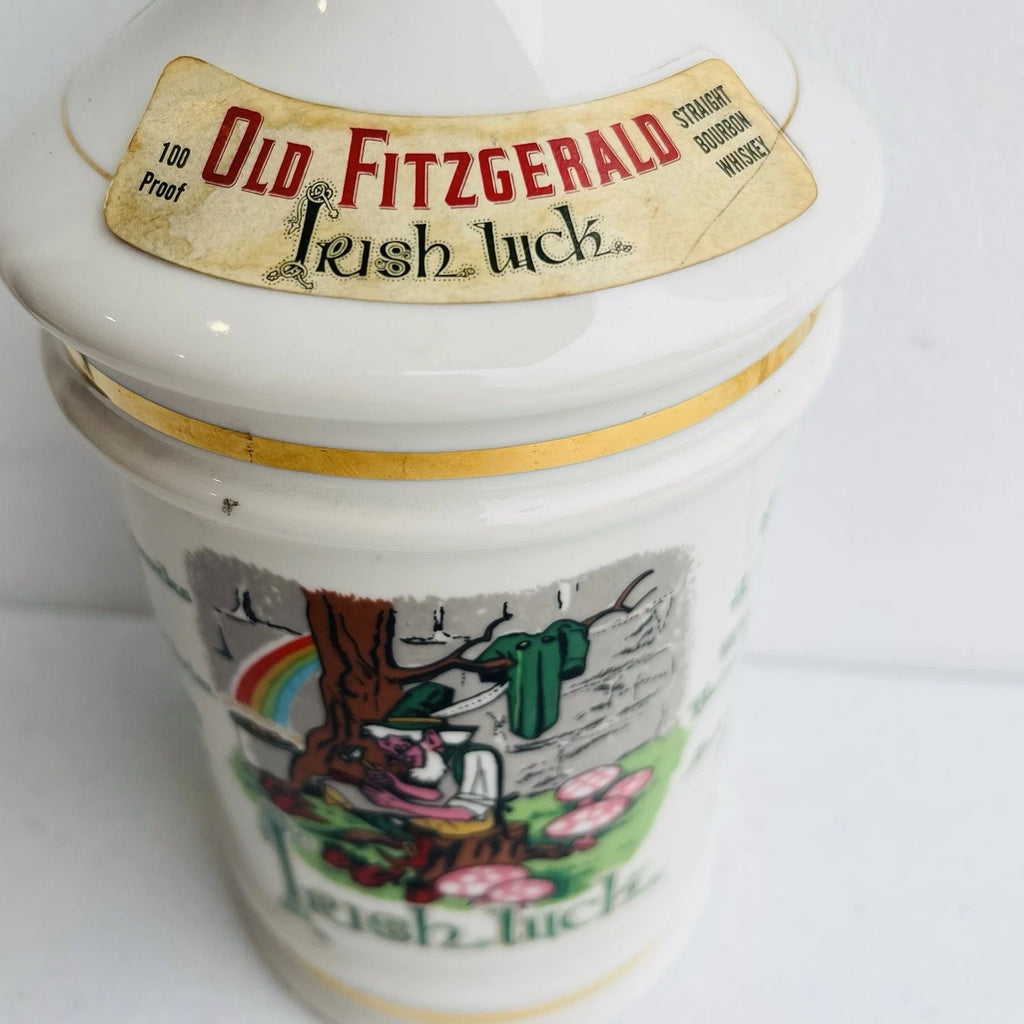 100
Proof
OLD FITZGERALD
Irish luck
STRAIGHT
BOURBON
WHISKEY
Irish luck